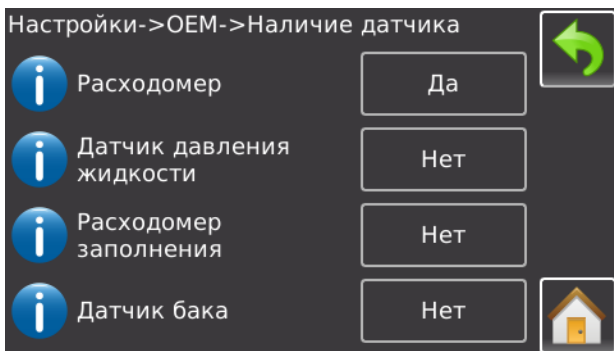 Настройки->OEM->Наличие датчика
Расходомер
Да
Датчик давления
жидкости
Нет
Расходомер
заполнения
Нет
Датчик бака
Нет